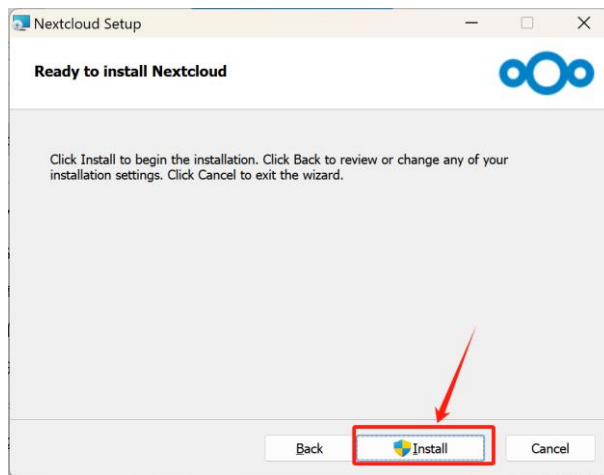 Nextcloud Setup
Ready to install Nextcloud
Click Install to begin the installation. Click Back to review or change any of your
installation settings. Click Cancel to exit the wizard.
Back
Install
Cancel